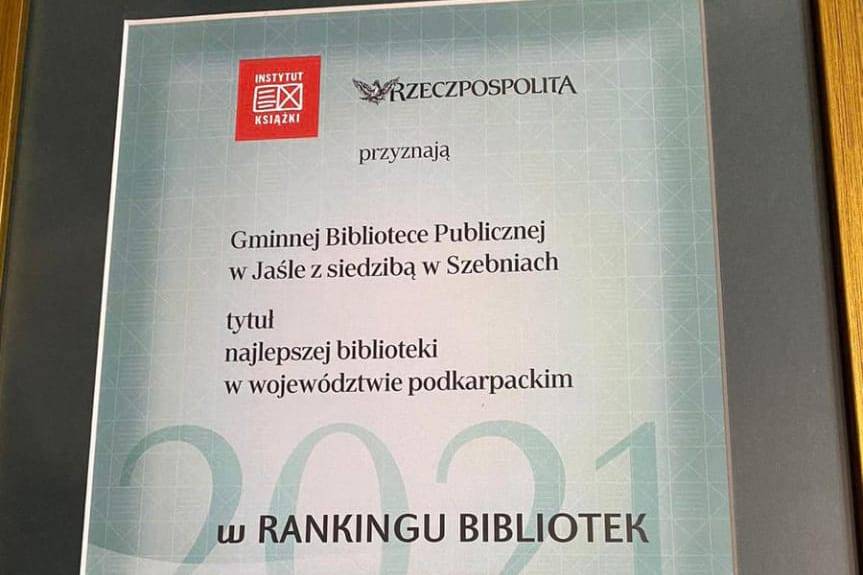 INSTYTUT
KSIĄŻKI
RZECZPOSPOLITA
przyznają
Gminnej Bibliotece Publicznej
w Jaśle z siedzibą w Szebniach
tytuł
najlepszej biblioteki
w województwie podkarpackim
2021
w RANKINGU BIBLIOTEK